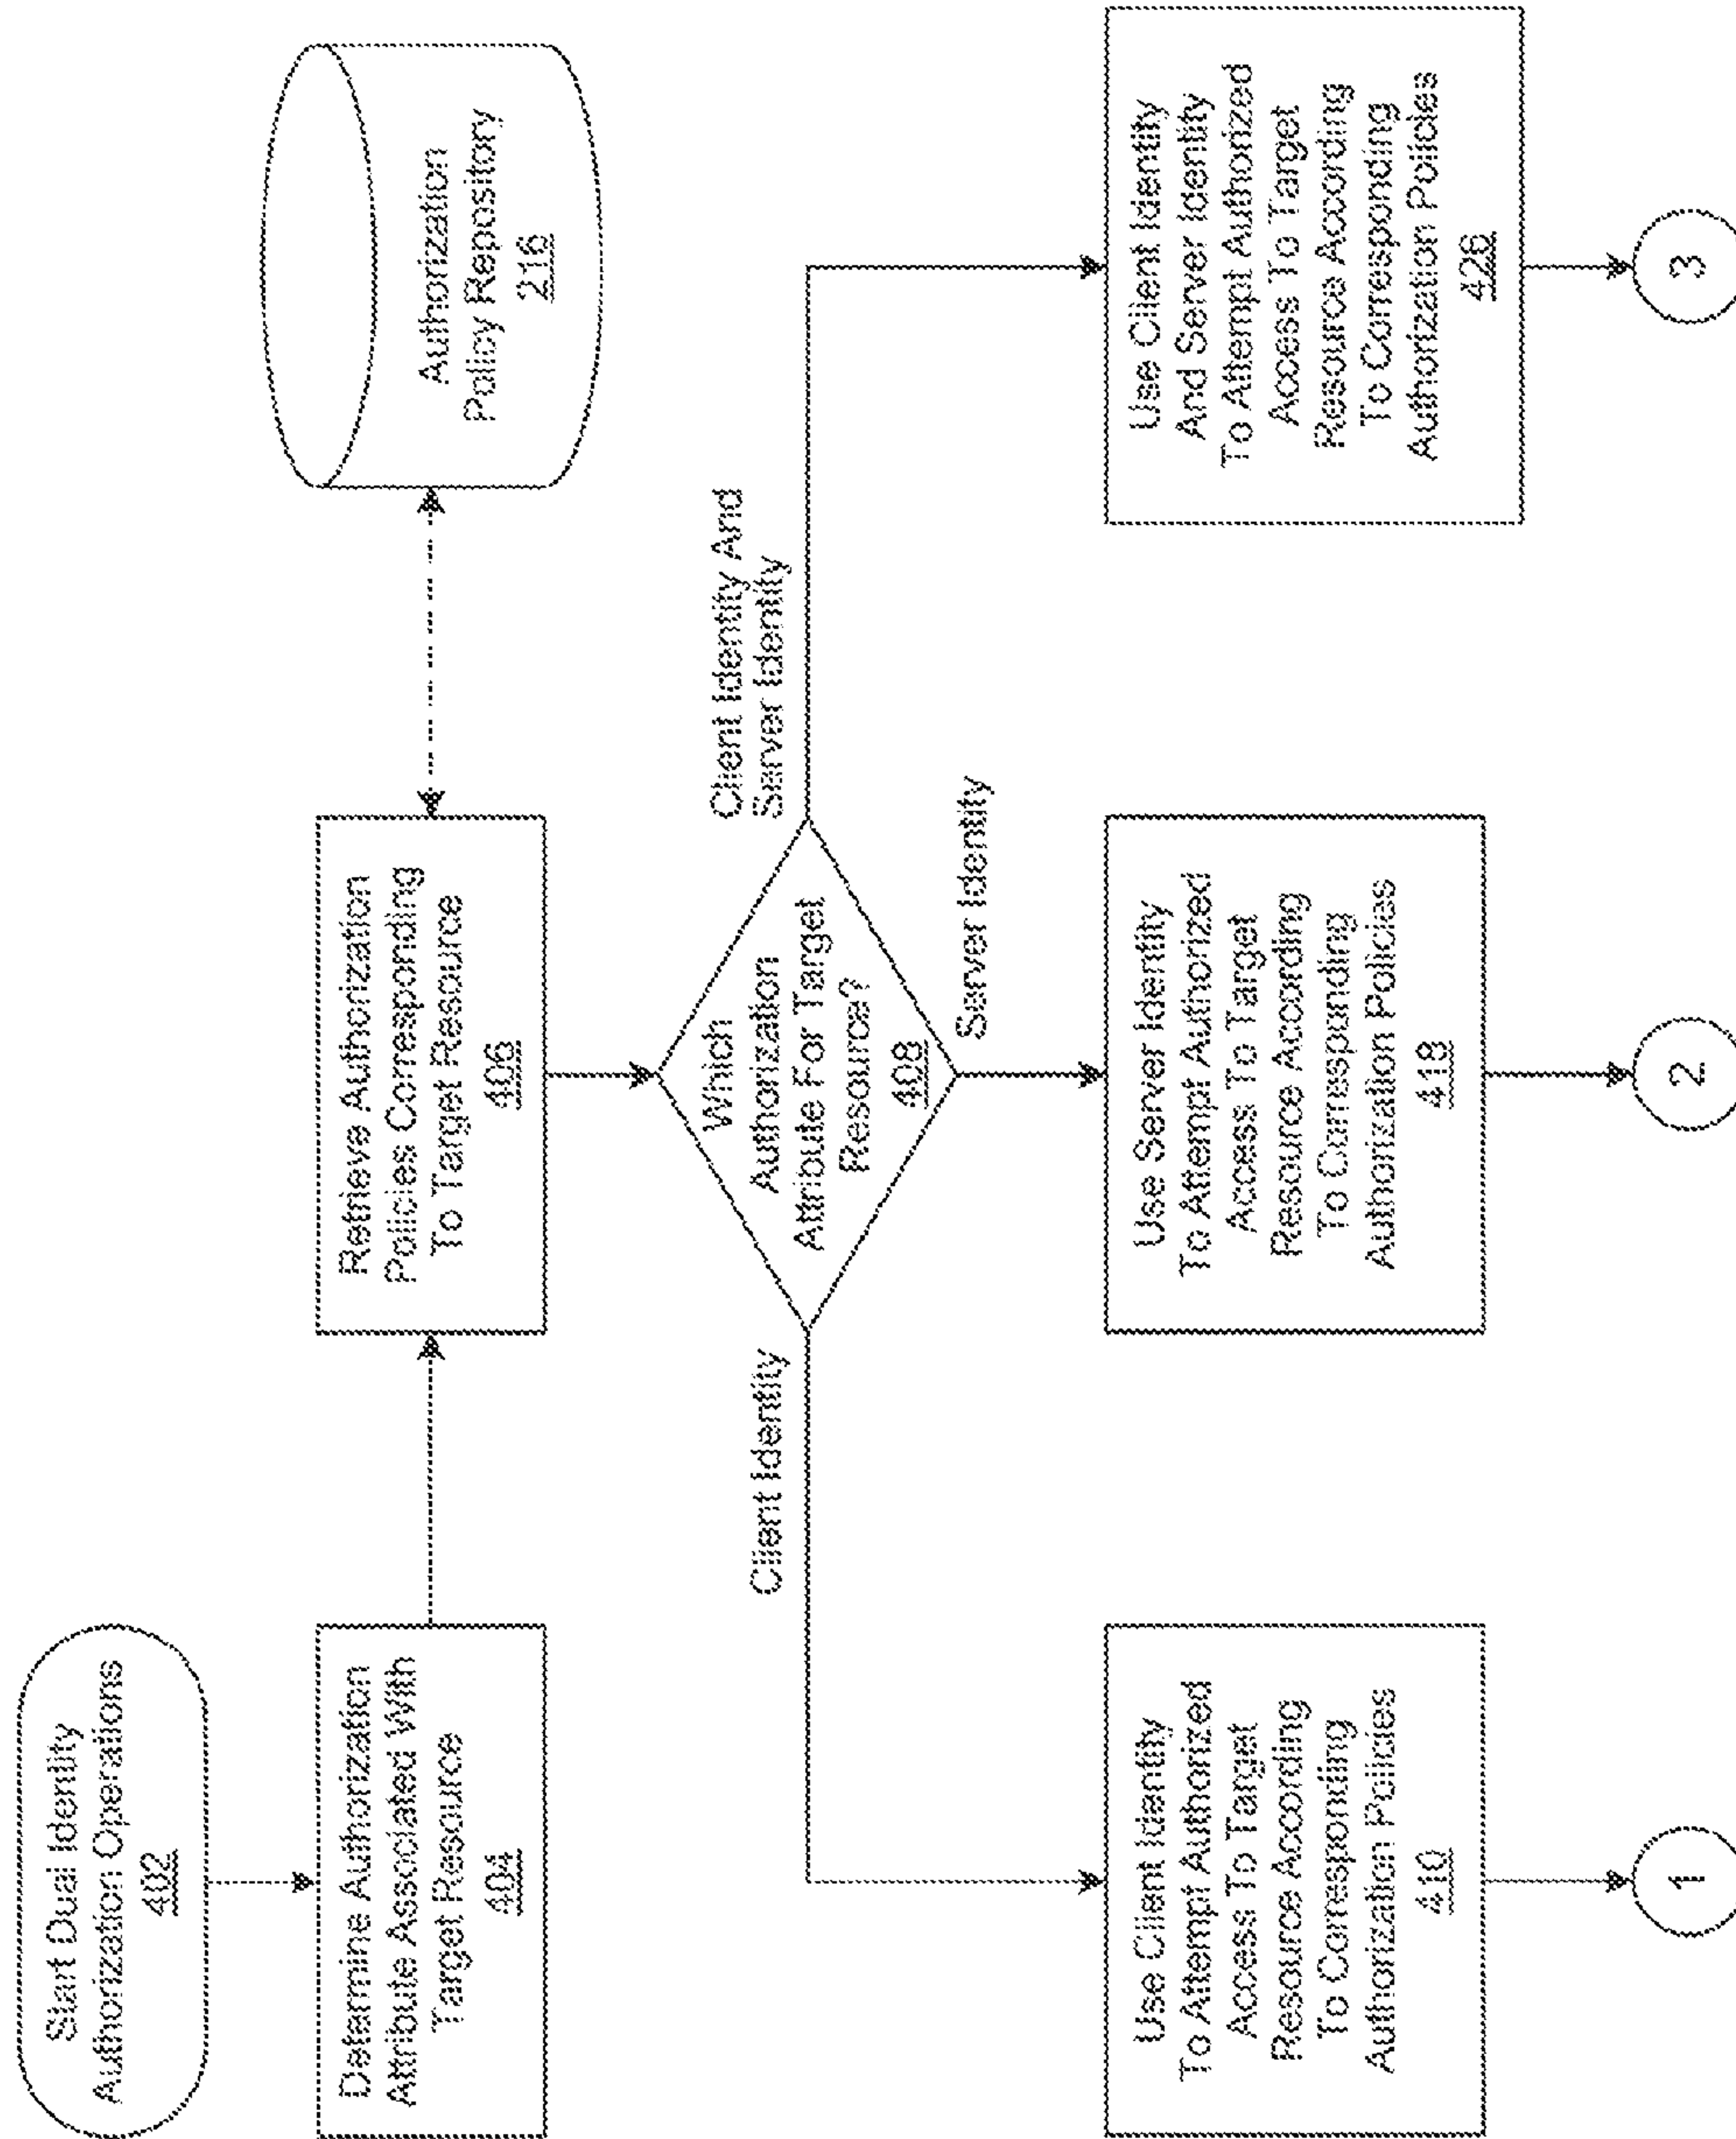 Start Dual Identity
Authorization Operations
402
Determine Authorization
Attribute Associated With
Target Resource
404
Retrieve Authorization
Policies Corresponding
To Target Resource
406
Authorization
Policy Repository
216
Which
Authorization
Attribute For Target
Resource?
408
Client Identity
Server Identity
Client Identity And
Server Identity
Use Client Identity
To Attempt Authorized
Access To Target
Resource According
To Corresponding
Authorization Policies
410
Use Server Identity
To Attempt Authorized
Access To Target
Resource According
To Corresponding
Authorization Policies
418
Use Client Identity
And Server Identity
To Attempt Authorized
Access To Target
Resource According
To Corresponding
Authorization Policies
426
1
2
3